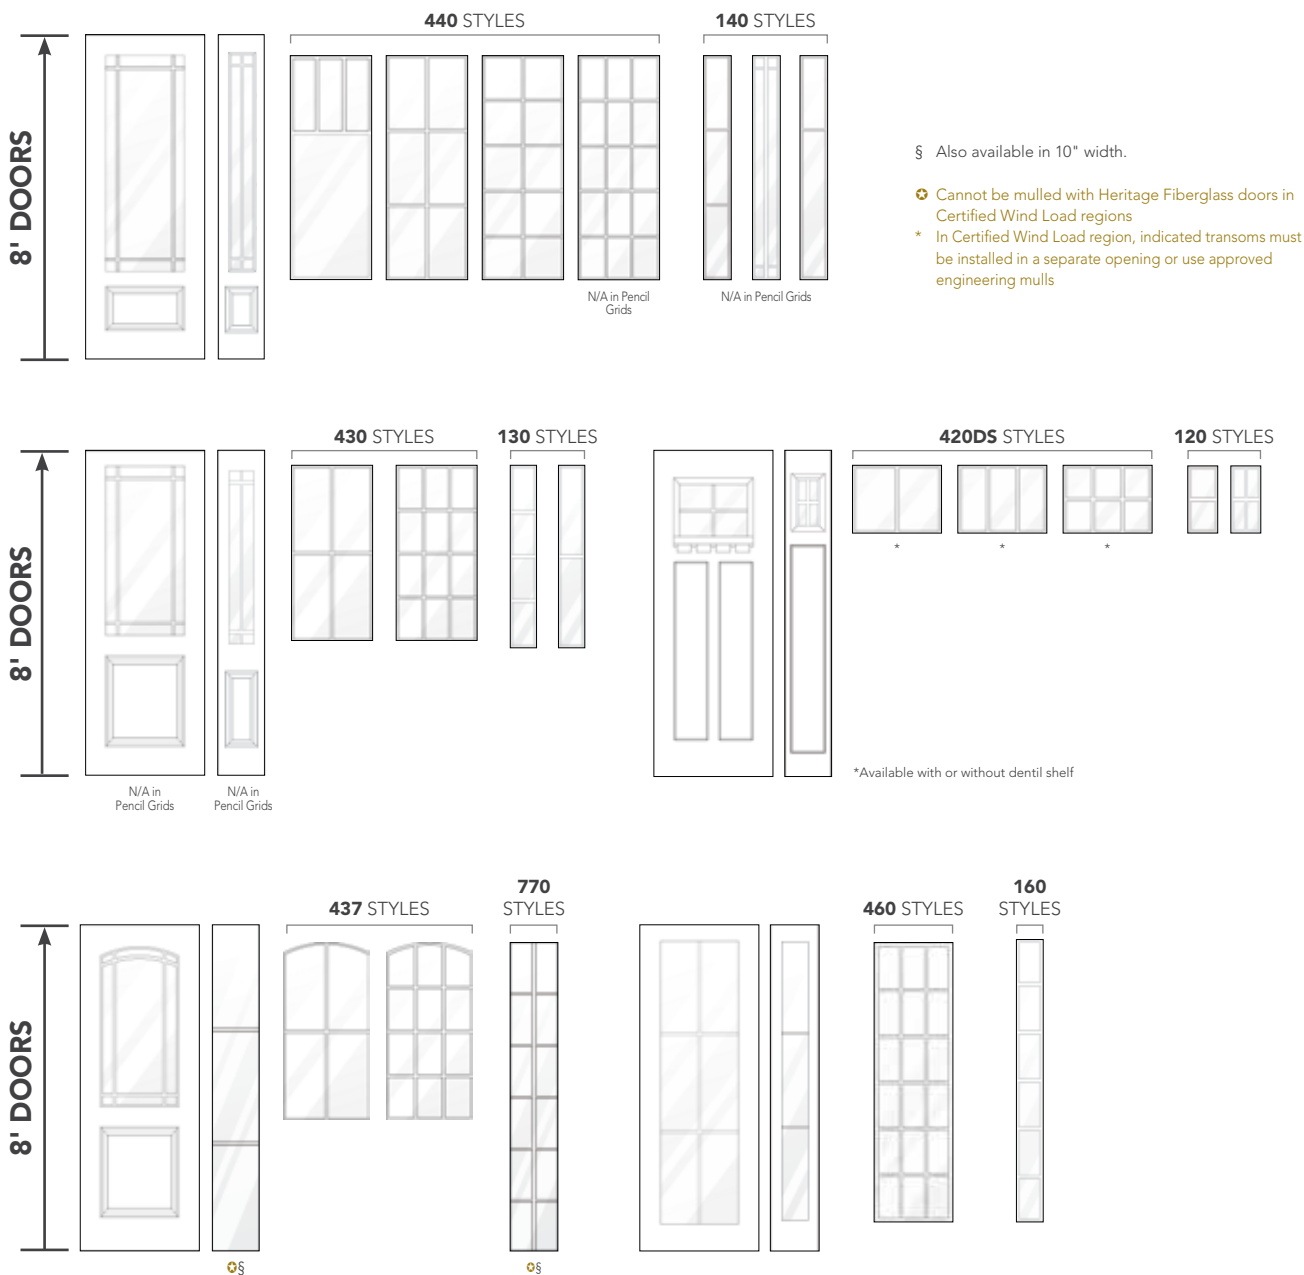 440 STYLES
140 STYLES
8' DOORS
§ Also available in 10" width.
✪ Cannot be mulled with Heritage Fiberglass doors in
Certified Wind Load regions
* In Certified Wind Load region, indicated transoms must
be installed in a separate opening or use approved
engineering mulls
N/A in Pencil
Grids
N/A in Pencil Grids
430 STYLES
130 STYLES
420DS STYLES
120 STYLES
8' DOORS
* * *
*Available with or without dentil shelf
N/A in
Pencil Grids
N/A in
Pencil Grids
437 STYLES
770
STYLES
460 STYLES
160
STYLES
8' DOORS
✪§
✪§